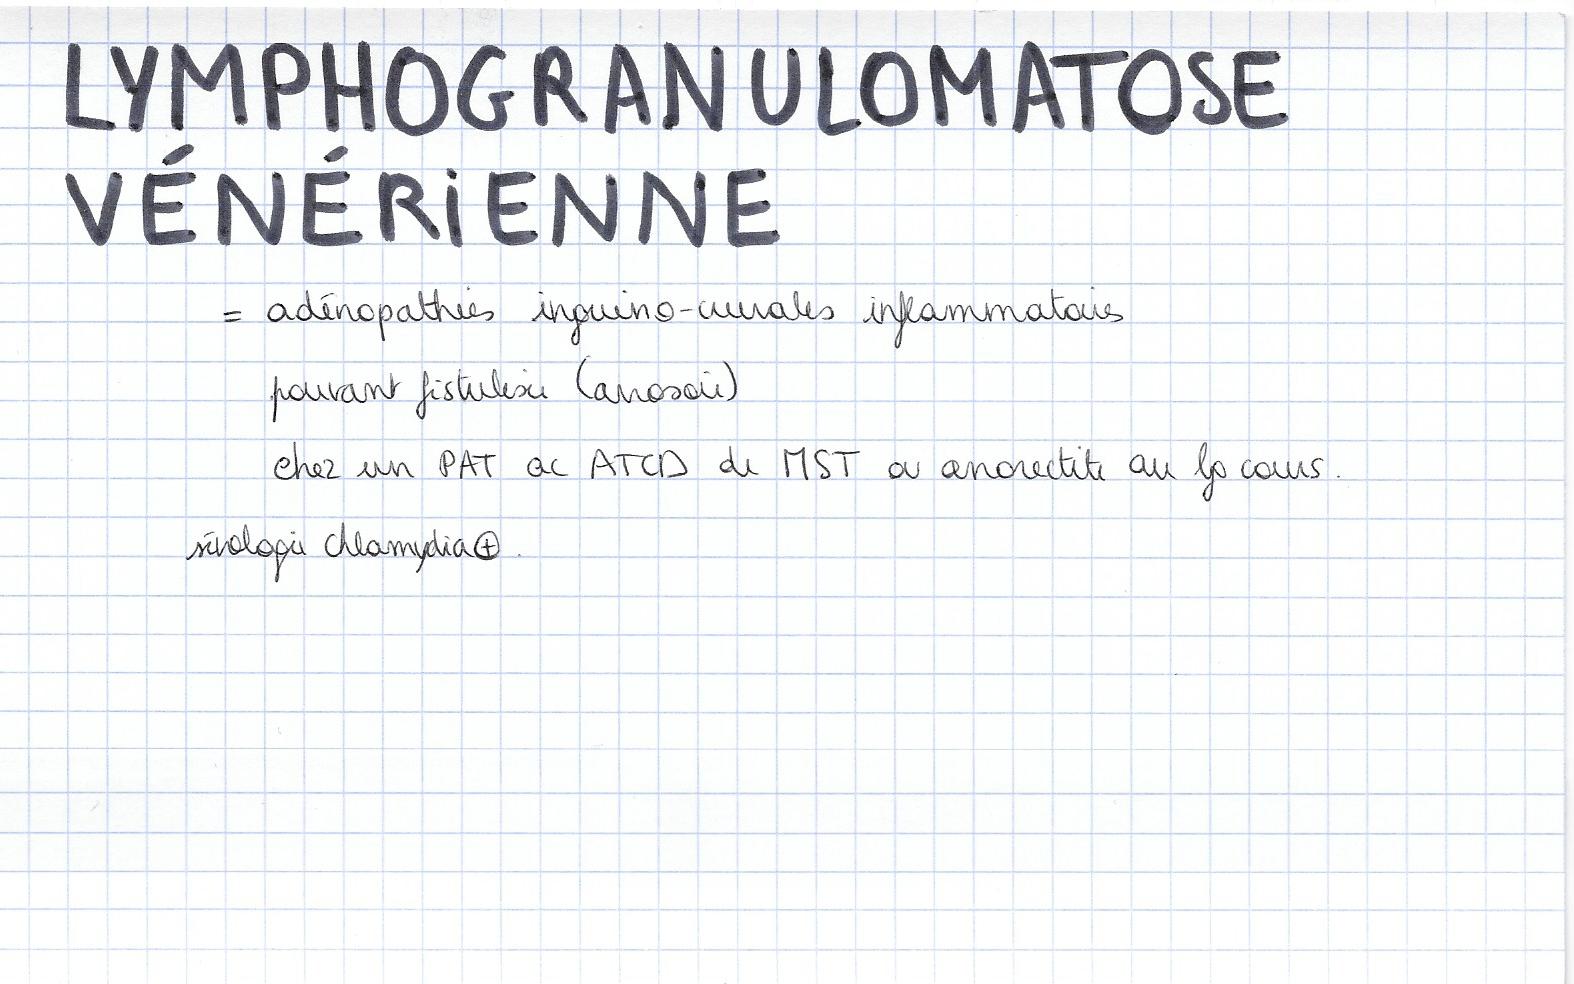 LYMPHOGRANULOMATOSE
VÉNÉRIENNE
= adénopathies inguino-crurales inflammatoires
pouvant fistuliser (arrosoir)
chez un PAT ac ATCD de MST ou anorectite au lg cours.
sérologie chlamydia ⊕.